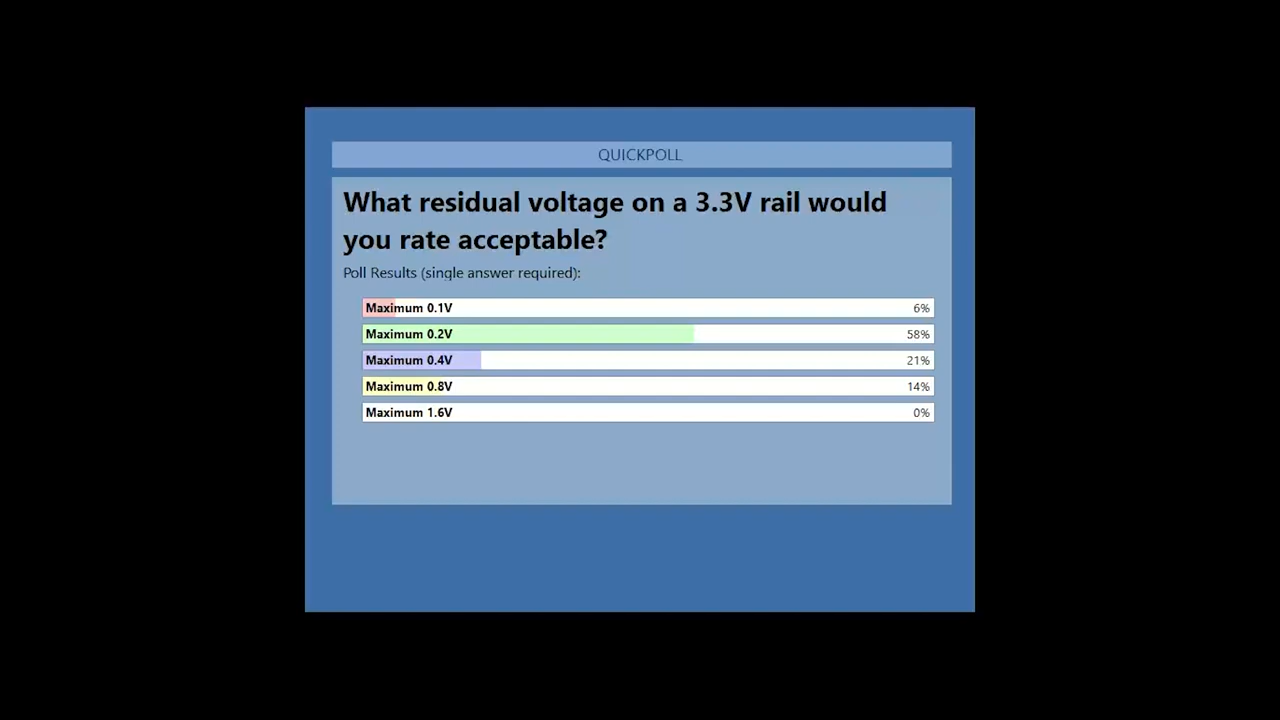 QUICKPOLL
What residual voltage on a 3.3V rail would
you rate acceptable?
Poll Results (single answer required):
Maximum 0.1V 6%
Maximum 0.2V 58%
Maximum 0.4V 21%
Maximum 0.8V 14%
Maximum 1.6V 0%